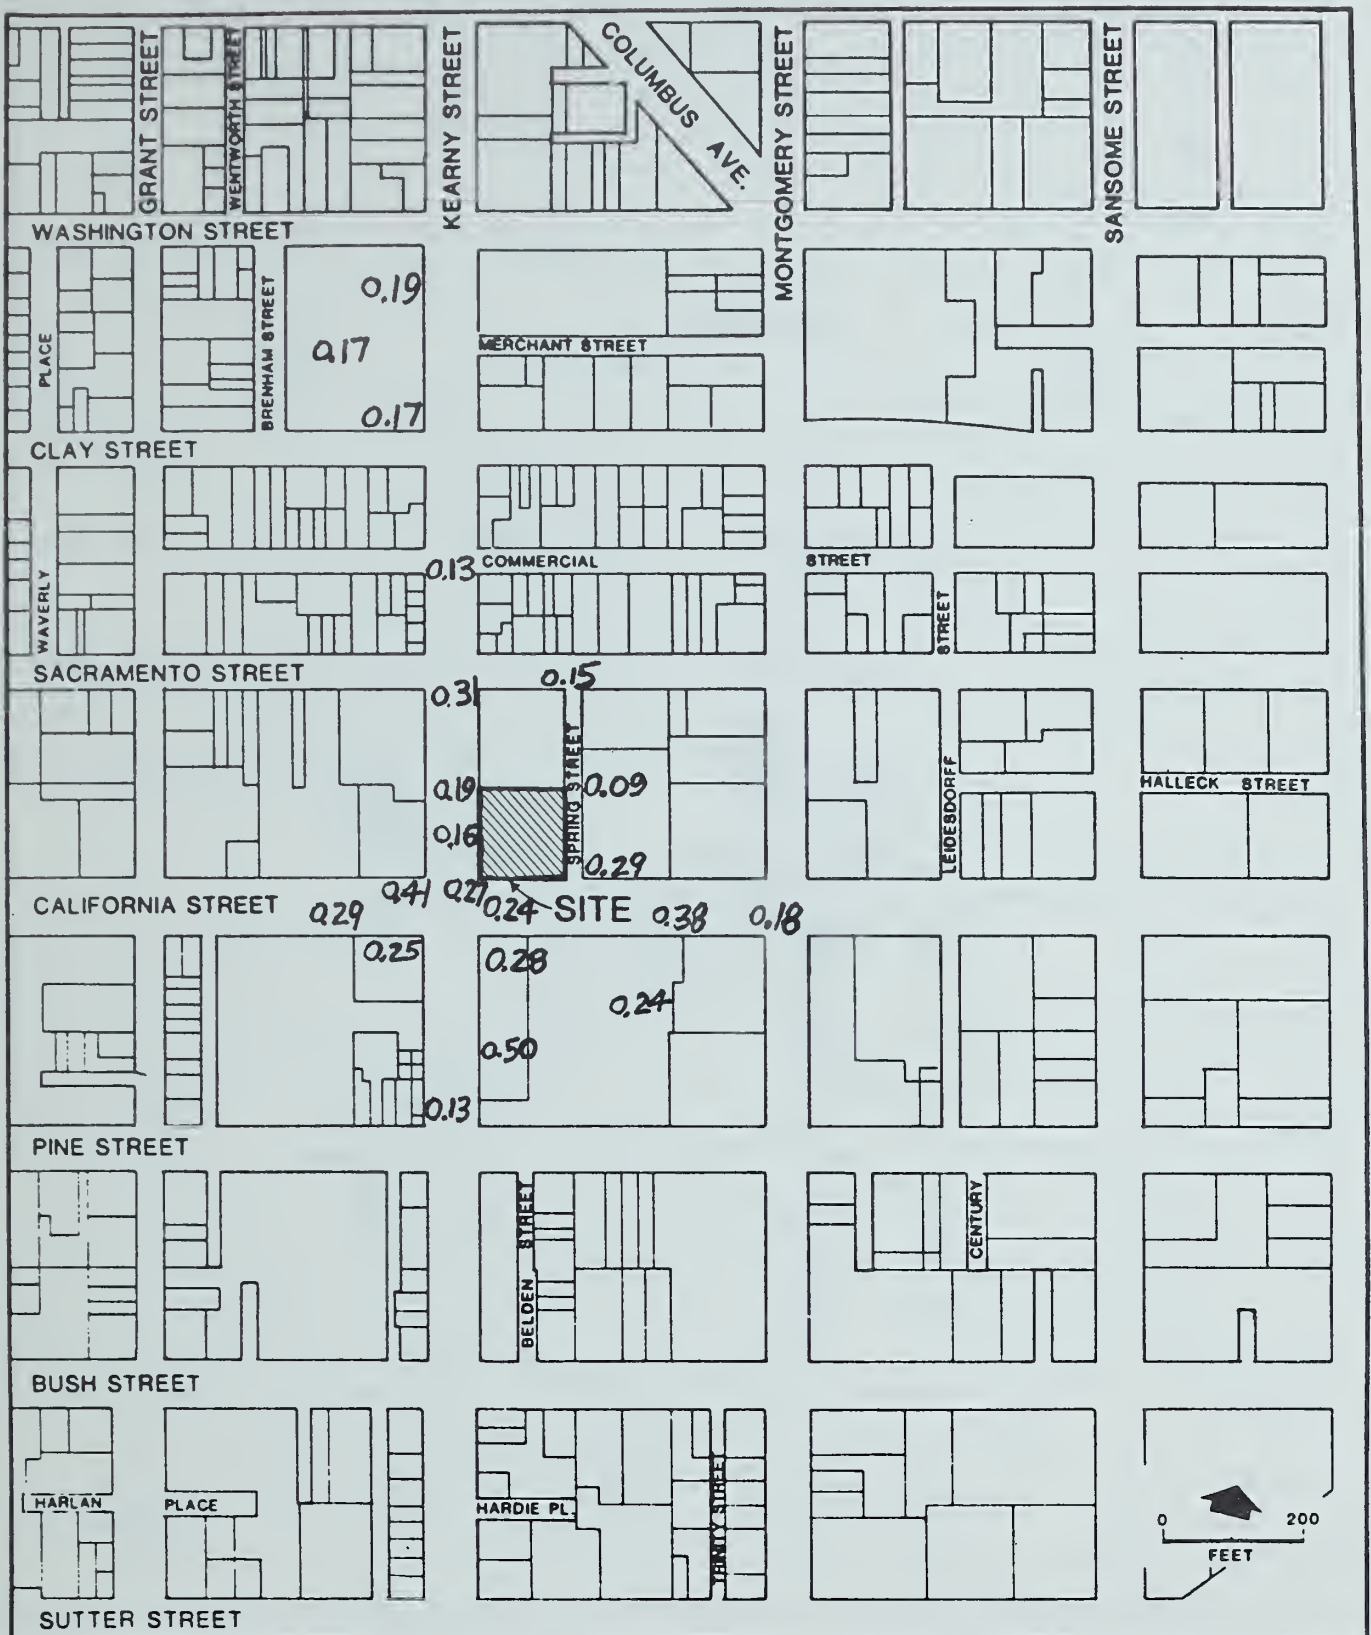 GRANT STREET
WENTWORTH STREET
KEARNY STREET
COLUMBUS AVE.
MONTGOMERY STREET
SANSOME STREET
WASHINGTON STREET
PLACE
BRENHAM STREET
0.19
0.17
0.17
MERCHANT STREET
CLAY STREET
WAVERLY
0.13
COMMERCIAL
STREET
STREET
SACRAMENTO STREET
0.31
0.15
SPRING STREET
0.19
0.09
0.16
0.29
LEIDESDORFF
HALLECK STREET
CALIFORNIA STREET
0.29
0.41
0.27
0.24
SITE
0.38
0.18
0.25
0.28
0.24
0.50
0.13
PINE STREET
BELDEN STREET
CENTURY
BUSH STREET
HARLAN
PLACE
HARDIE PL.
TRINITY STREET
0 200
FEET
SUTTER STREET